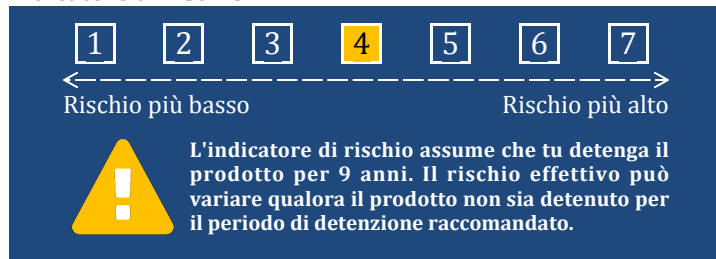 1 2 3 4 5 6 7
Rischio più basso Rischio più alto
L'indicatore di rischio assume che tu detenga il
prodotto per 9 anni. Il rischio effettivo può
variare qualora il prodotto non sia detenuto per
il periodo di detenzione raccomandato.